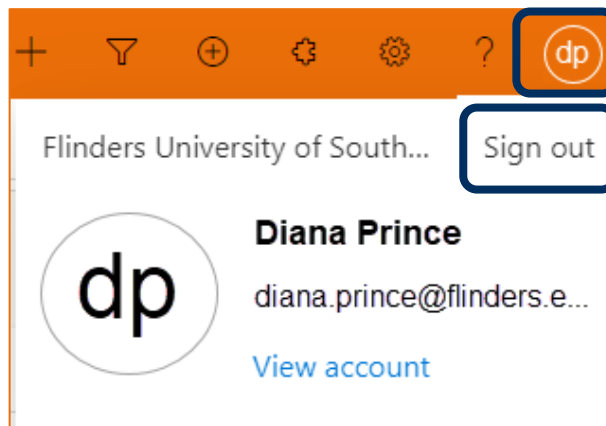 ? dp
Flinders University of South... Sign out
dp
Diana Prince
diana.prince@flinders.e...
View account